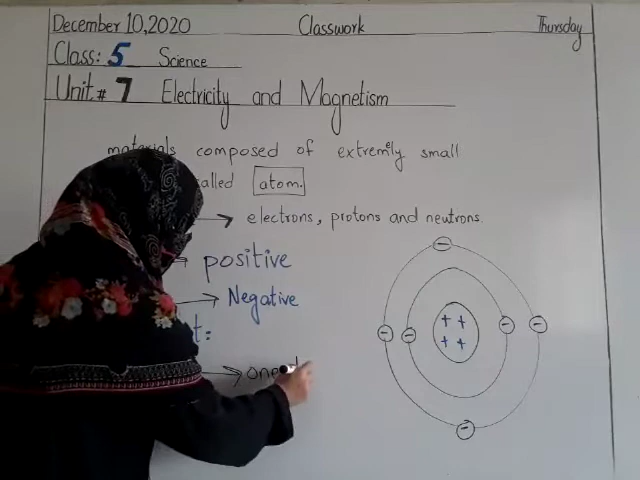 December 10,2020 Classwork Thursday
Class: 5 Science
Unit # 7 Electricity and Magnetism
materials composed of extremely small
called atom.
electrons, protons and neutrons.
positive
Negative
t:
one
−
− − + + − −
+ +
−